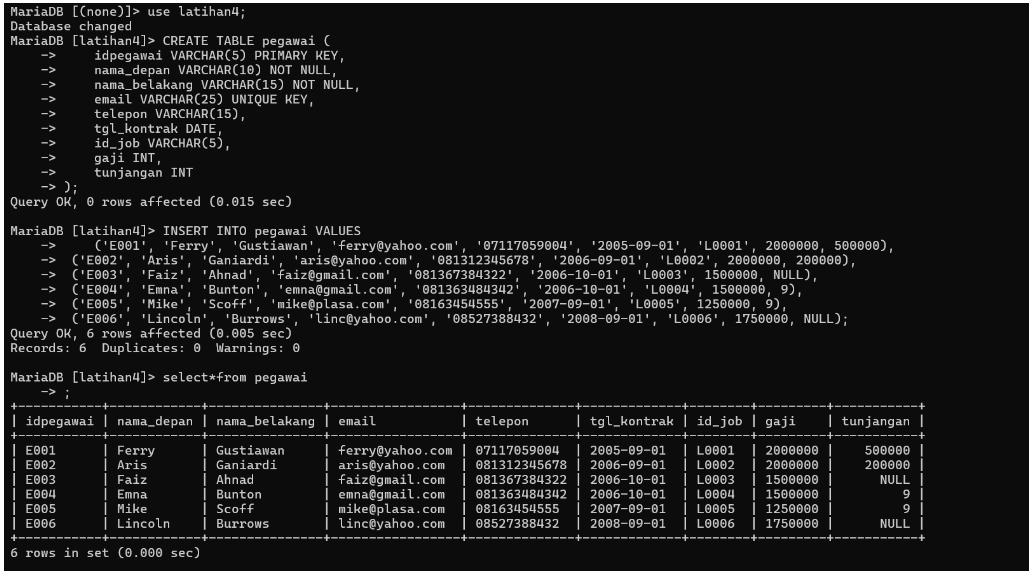 MariaDB [(none)]> use latihan4;
Database changed
MariaDB [latihan4]> CREATE TABLE pegawai (
    ->     idpegawai VARCHAR(5) PRIMARY KEY,
    ->     nama_depan VARCHAR(10) NOT NULL,
    ->     nama_belakang VARCHAR(15) NOT NULL,
    ->     email VARCHAR(25) UNIQUE KEY,
    ->     telepon VARCHAR(15),
    ->     tgl_kontrak DATE,
    ->     id_job VARCHAR(5),
    ->     gaji INT,
    ->     tunjangan INT
    -> );
Query OK, 0 rows affected (0.015 sec)

MariaDB [latihan4]> INSERT INTO pegawai VALUES
    ->     ('E001', 'Ferry', 'Gustiawan', 'ferry@yahoo.com', '07117059004', '2005-09-01', 'L0001', 2000000, 500000),
    ->  ('E002', 'Aris', 'Ganiardi', 'aris@yahoo.com', '081312345678', '2006-09-01', 'L0002', 2000000, 200000),
    ->  ('E003', 'Faiz', 'Ahnad', 'faiz@gmail.com', '081367384322', '2006-10-01', 'L0003', 1500000, NULL),
    ->  ('E004', 'Emna', 'Bunton', 'emna@gmail.com', '081363484342', '2006-10-01', 'L0004', 1500000, 9),
    ->  ('E005', 'Mike', 'Scoff', 'mike@plasa.com', '08163454555', '2007-09-01', 'L0005', 1250000, 9),
    ->  ('E006', 'Lincoln', 'Burrows', 'linc@yahoo.com', '08527388432', '2008-09-01', 'L0006', 1750000, NULL);
Query OK, 6 rows affected (0.005 sec)
Records: 6  Duplicates: 0  Warnings: 0

MariaDB [latihan4]> select*from pegawai
    -> ;
+-----------+------------+---------------+-----------------+--------------+-------------+--------+---------+-----------+
| idpegawai | nama_depan | nama_belakang | email           | telepon      | tgl_kontrak | id_job | gaji    | tunjangan |
+-----------+------------+---------------+-----------------+--------------+-------------+--------+---------+-----------+
| E001      | Ferry      | Gustiawan     | ferry@yahoo.com | 07117059004  | 2005-09-01  | L0001  | 2000000 |    500000 |
| E002      | Aris       | Ganiardi      | aris@yahoo.com  | 081312345678 | 2006-09-01  | L0002  | 2000000 |    200000 |
| E003      | Faiz       | Ahnad         | faiz@gmail.com  | 081367384322 | 2006-10-01  | L0003  | 1500000 |      NULL |
| E004      | Emna       | Bunton        | emna@gmail.com  | 081363484342 | 2006-10-01  | L0004  | 1500000 |         9 |
| E005      | Mike       | Scoff         | mike@plasa.com  | 08163454555  | 2007-09-01  | L0005  | 1250000 |         9 |
| E006      | Lincoln    | Burrows       | linc@yahoo.com  | 08527388432  | 2008-09-01  | L0006  | 1750000 |      NULL |
+-----------+------------+---------------+-----------------+--------------+-------------+--------+---------+-----------+
6 rows in set (0.000 sec)